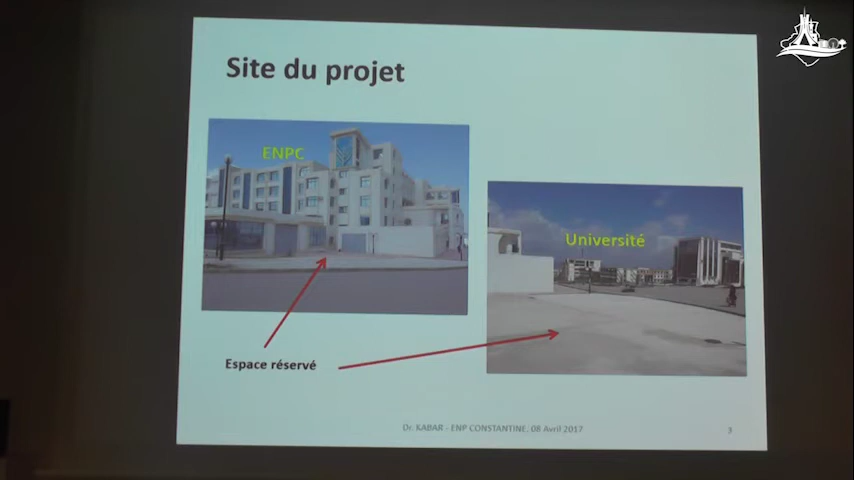 Site du projet
ENPC
Université
Espace réservé
Dr. KABAR - ENP CONSTANTINE, 08 Avril 2017
3